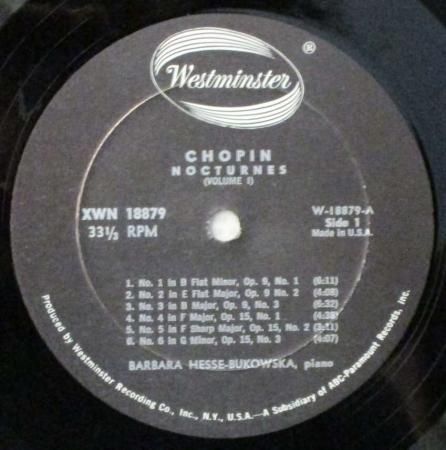 Westminster ®
CHOPIN
NOCTURNES
(VOLUME I)
XWN 18879
33⅓ RPM
W-18879-A
Side 1
Made in U.S.A.
1. No. 1 in B Flat Minor, Op. 9, No. 1 (6:11)
2. No. 2 in E Flat Major, Op. 9 No. 2 (4:08)
3. No. 3 in B Major, Op. 9, No. 3 (6:32)
4. No. 4 in F Major, Op. 15, No. 1 (4:38)
5. No. 5 in F Sharp Major, Op. 15, No. 2 (3:11)
6. No. 6 in G Minor, Op. 15, No. 3 (4:07)
BARBARA HESSE-BUKOWSKA, piano
Produced by Westminster Recording Co., Inc., N.Y., U.S.A.—A Subsidiary of ABC-Paramount Records, Inc.